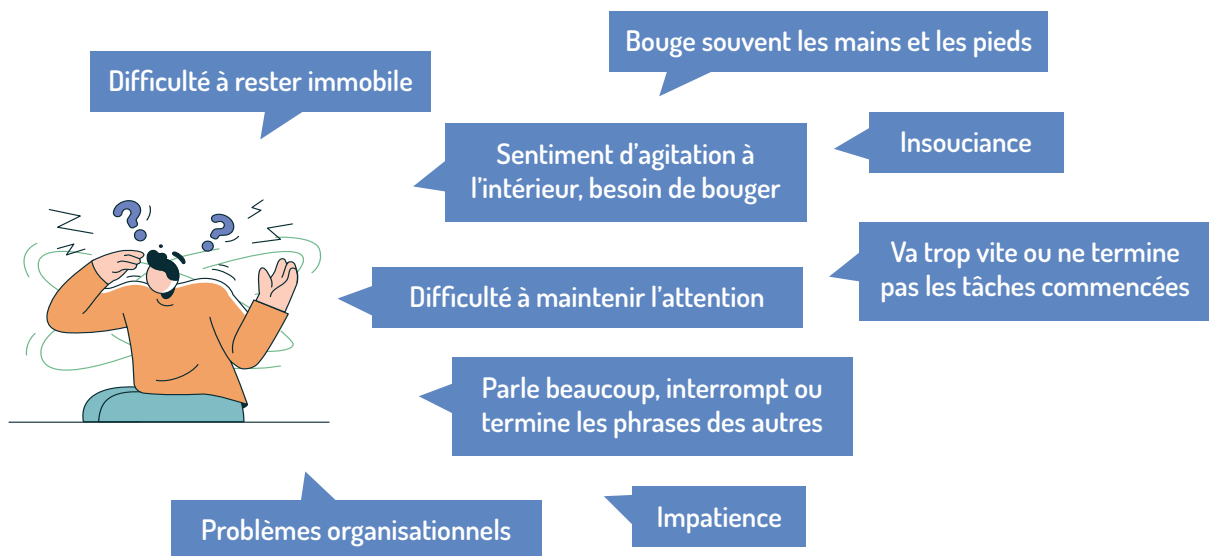 Bouge souvent les mains et les pieds
Difficulté à rester immobile
Insouciance
Sentiment d'agitation à
l'intérieur, besoin de bouger
Va trop vite ou ne termine
pas les tâches commencées
Difficulté à maintenir l'attention
Parle beaucoup, interrompt ou
termine les phrases des autres
Impatience
Problèmes organisationnels